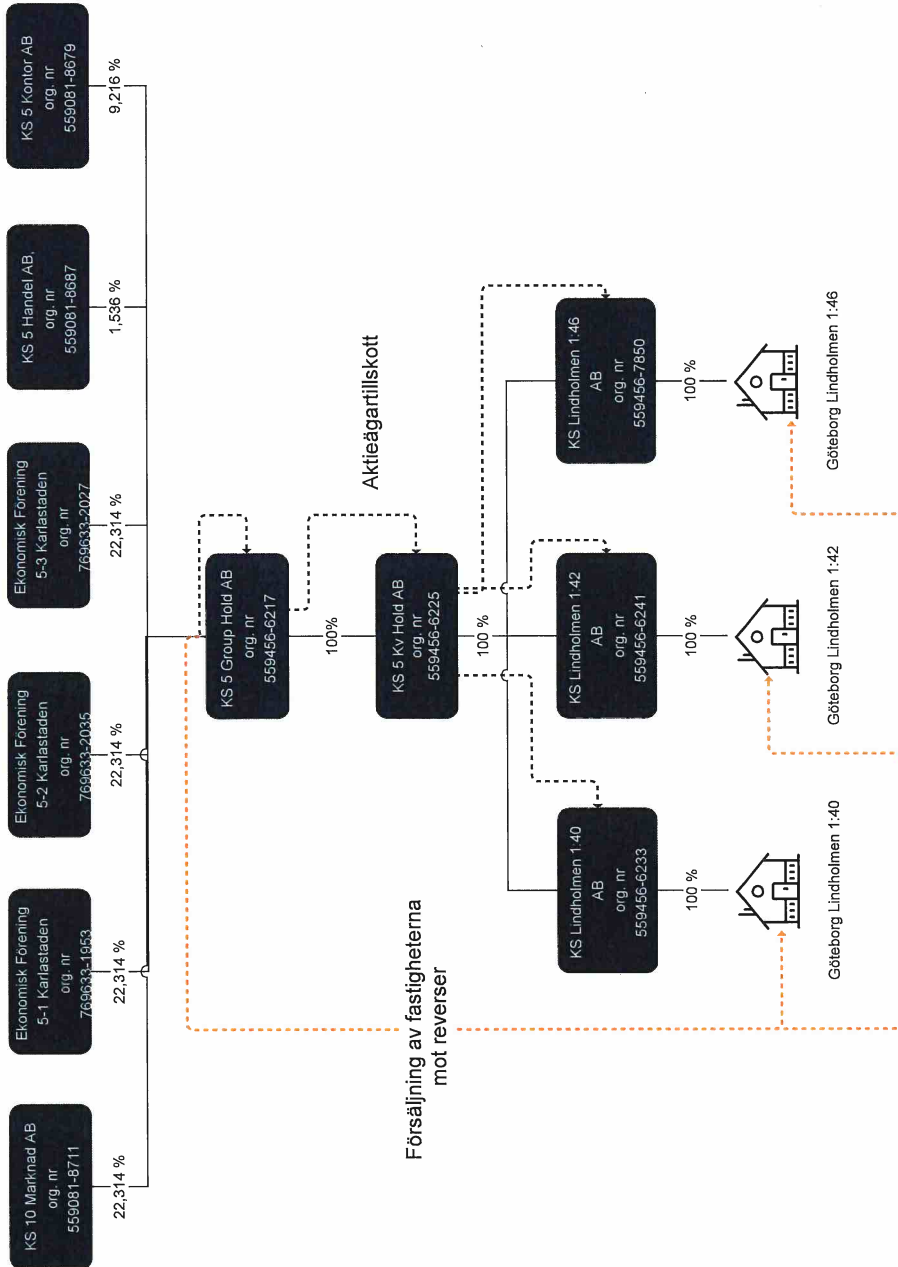 KS 10 Marknad AB
org. nr
559081-8711
Ekonomisk Förening
5-1 Karlastaden
org. nr
769633-1953
Ekonomisk Förening
5-2 Karlastaden
org. nr
769633-2035
Ekonomisk Förening
5-3 Karlastaden
org. nr
769633-2027
KS 5 Handel AB,
org. nr
559081-8687
KS 5 Kontor AB
org. nr
559081-8679
22,314 %
22,314 %
22,314 %
22,314 %
1,536 %
9,216 %
KS 5 Group Hold AB
org. nr
559456-6217
100%
Aktieägartillskott
KS 5 Kv Hold AB
org. nr
559456-6225
100 %
Försäljning av fastigheterna
mot reverser
KS Lindholmen 1:40
AB
org. nr
559456-6233
KS Lindholmen 1:42
AB
org. nr
559456-6241
KS Lindholmen 1:46
AB
org. nr
559456-7850
100 %
100 %
100 %
Göteborg Lindholmen 1:40
Göteborg Lindholmen 1:42
Göteborg Lindholmen 1:46